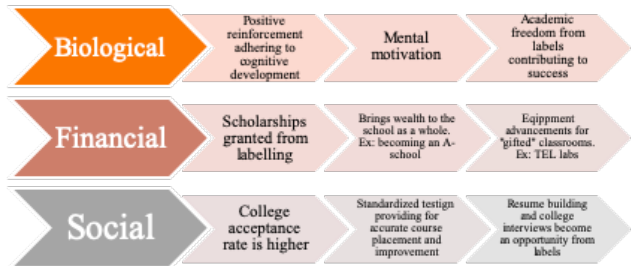 Biological
Positive
reinforcement
adhering to
cognitive
development
Mental
motivation
Academic
freedom from
labels
contributing to
success
Financial
Scholarships
granted from
labelling
Brings wealth to the
school as a whole.
Ex: becoming an A-
school
Eqippment
advancements for
"gifted" classrooms.
Ex: TEL labs
Social
College
acceptance
rate is higher
Standardized testign
providing for
accurate course
placement and
improvement
Resume building
and college
interviews become
an opportunity from
labels